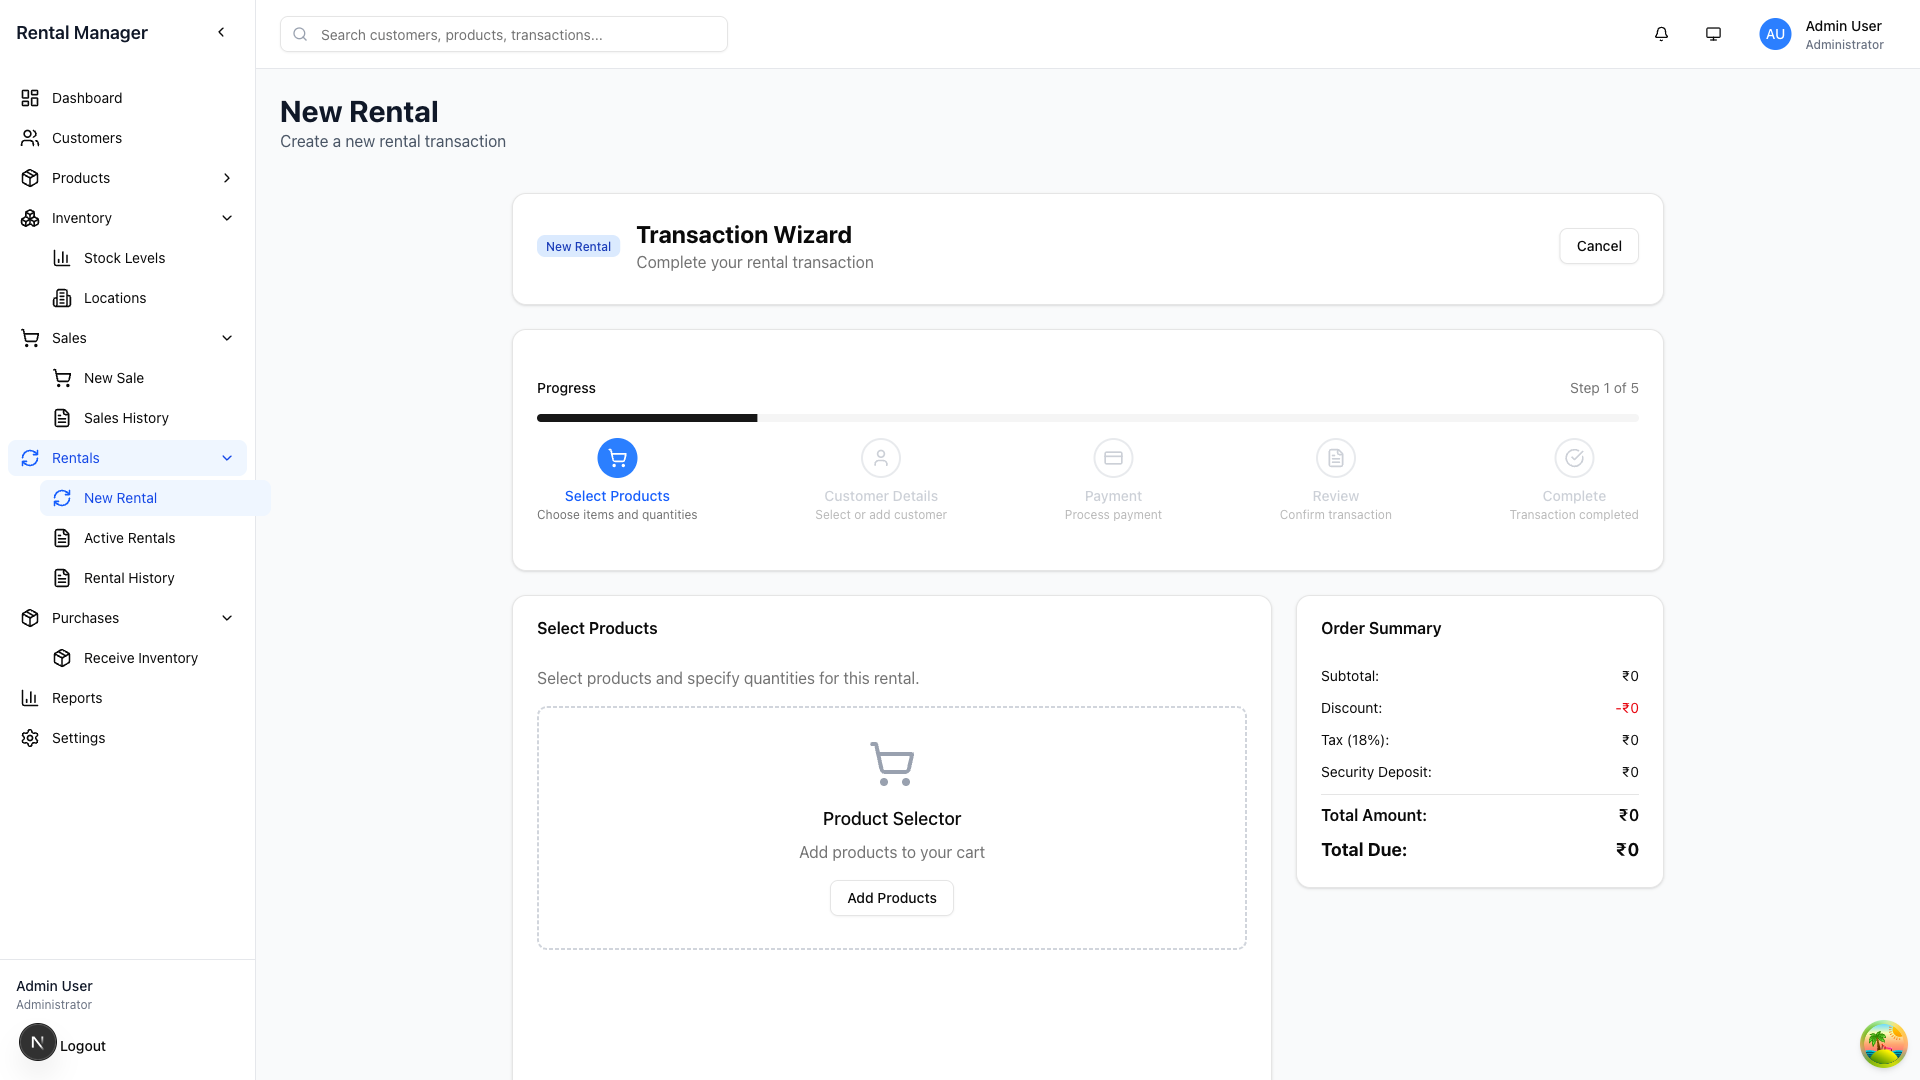 Rental Manager
Search customers, products, transactions...
AU
Admin User
Administrator
Dashboard
Customers
Products
Inventory
Stock Levels
Locations
Sales
New Sale
Sales History
Rentals
New Rental
Active Rentals
Rental History
Purchases
Receive Inventory
Reports
Settings
Admin User
Administrator
N
Logout
New Rental
Create a new rental transaction
New Rental
Transaction Wizard
Complete your rental transaction
Cancel
Progress
Step 1 of 5
Select Products
Choose items and quantities
Customer Details
Select or add customer
Payment
Process payment
Review
Confirm transaction
Complete
Transaction completed
Select Products
Select products and specify quantities for this rental.
Product Selector
Add products to your cart
Add Products
Order Summary
Subtotal: ₹0
Discount: -₹0
Tax (18%): ₹0
Security Deposit: ₹0
Total Amount: ₹0
Total Due: ₹0